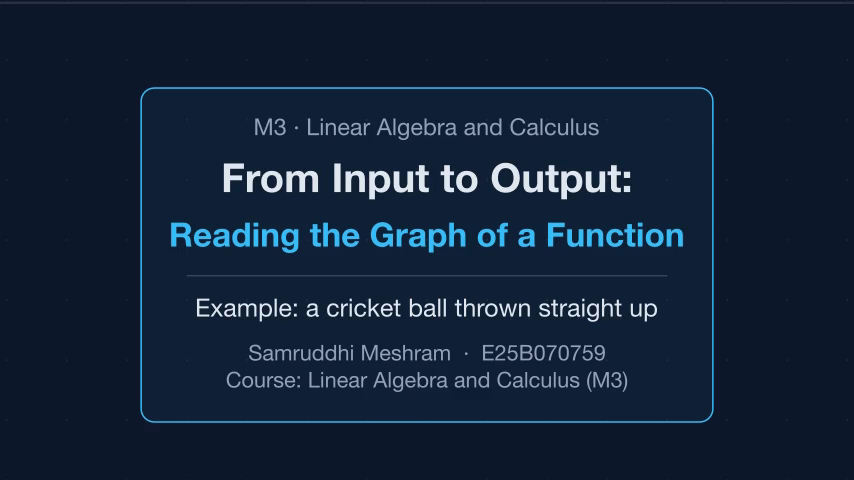 M3 · Linear Algebra and Calculus
From Input to Output:
Reading the Graph of a Function
Example: a cricket ball thrown straight up
Samruddhi Meshram · E25B070759
Course: Linear Algebra and Calculus (M3)